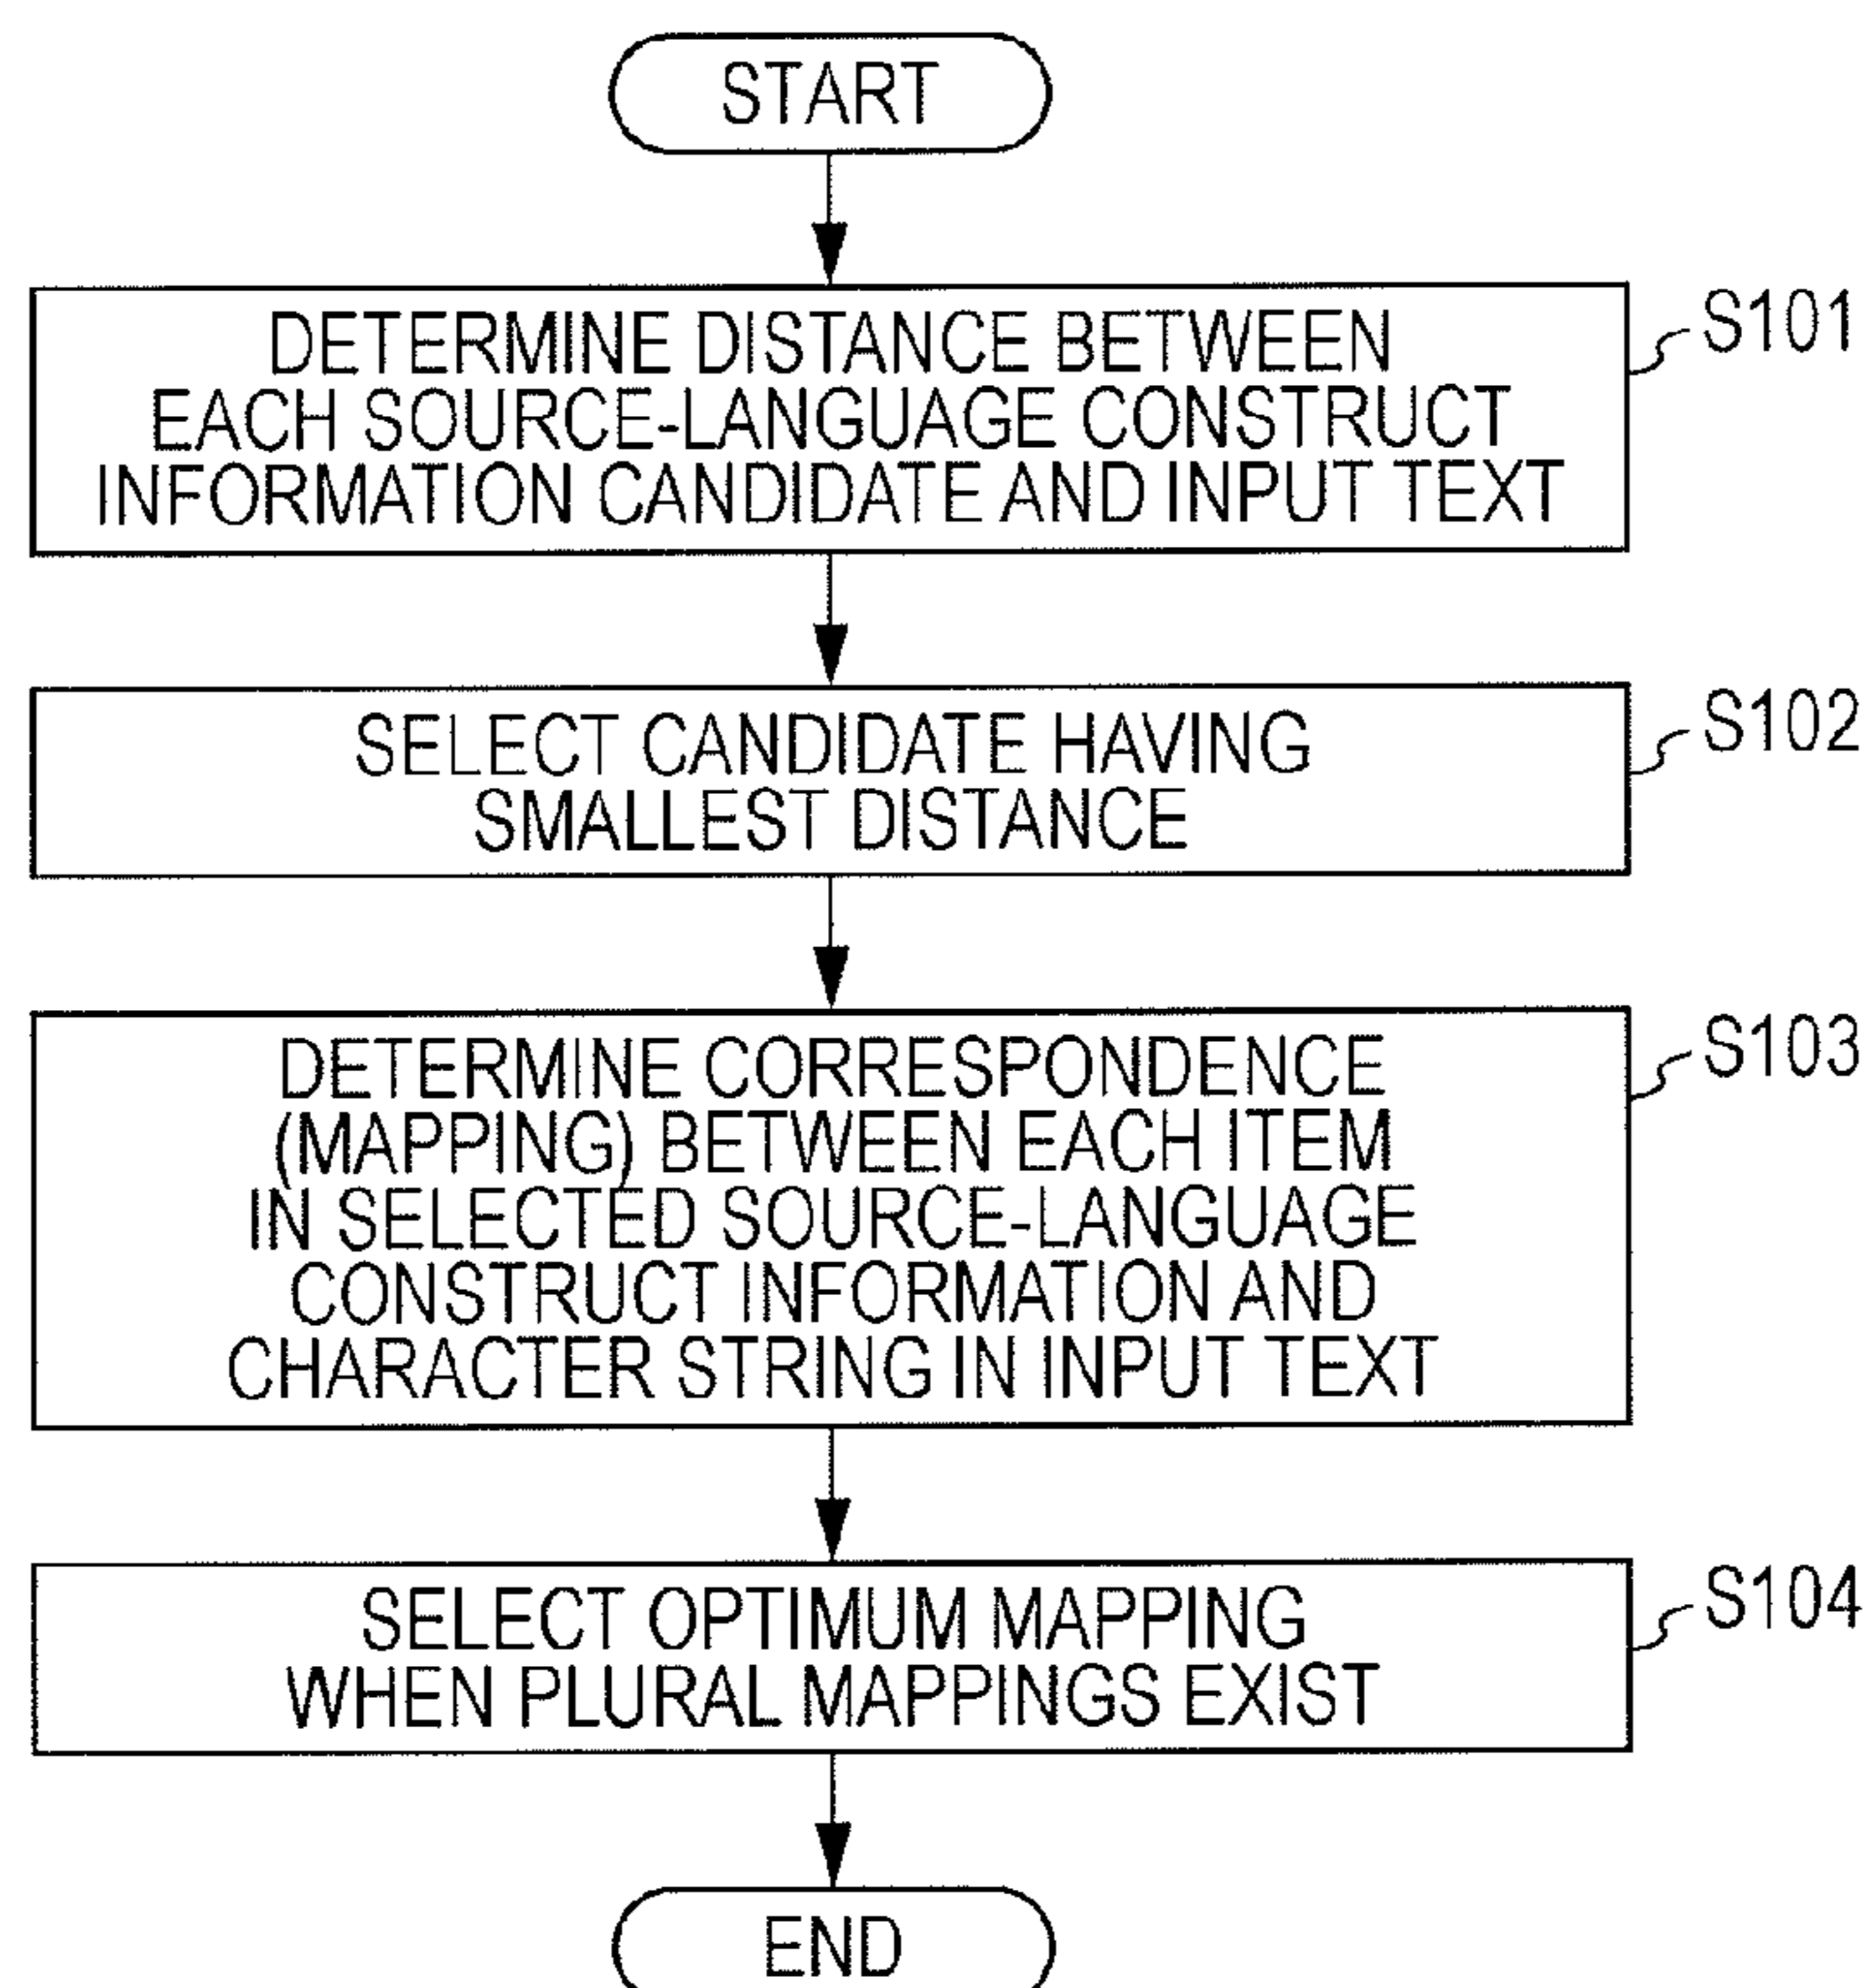 START
DETERMINE DISTANCE BETWEEN
EACH SOURCE-LANGUAGE CONSTRUCT
INFORMATION CANDIDATE AND INPUT TEXT
S101
SELECT CANDIDATE HAVING
SMALLEST DISTANCE
S102
DETERMINE CORRESPONDENCE
(MAPPING) BETWEEN EACH ITEM
IN SELECTED SOURCE-LANGUAGE
CONSTRUCT INFORMATION AND
CHARACTER STRING IN INPUT TEXT
S103
SELECT OPTIMUM MAPPING
WHEN PLURAL MAPPINGS EXIST
S104
END